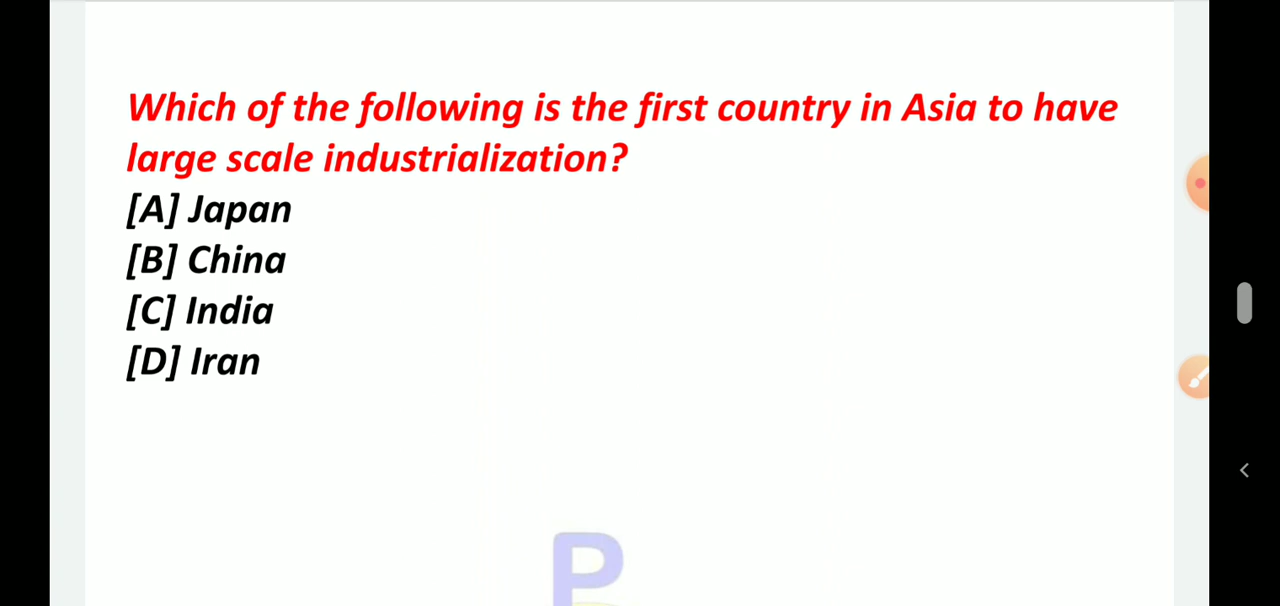 Which of the following is the first country in Asia to have
large scale industrialization?
[A] Japan
[B] China
[C] India
[D] Iran
P